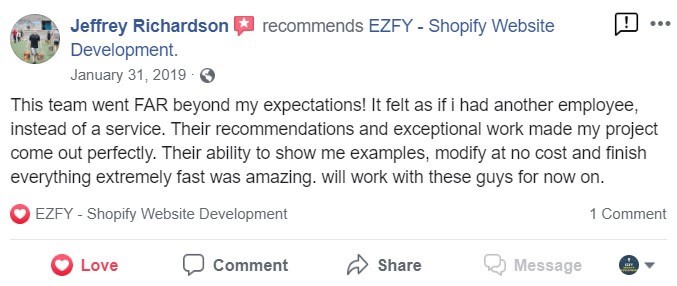 Jeffrey Richardson recommends EZFY - Shopify Website
Development.
January 31, 2019 ·
This team went FAR beyond my expectations! It felt as if i had another employee,
instead of a service. Their recommendations and exceptional work made my project
come out perfectly. Their ability to show me examples, modify at no cost and finish
everything extremely fast was amazing. will work with these guys for now on.
EZFY - Shopify Website Development 1 Comment
Love Comment Share Message